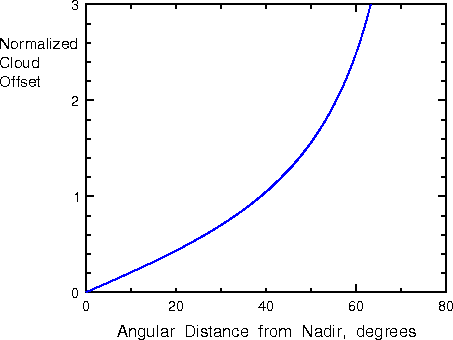 3
Normalized
Cloud
Offset
2
1
0
0 20 40 60 80
Angular Distance from Nadir, degrees